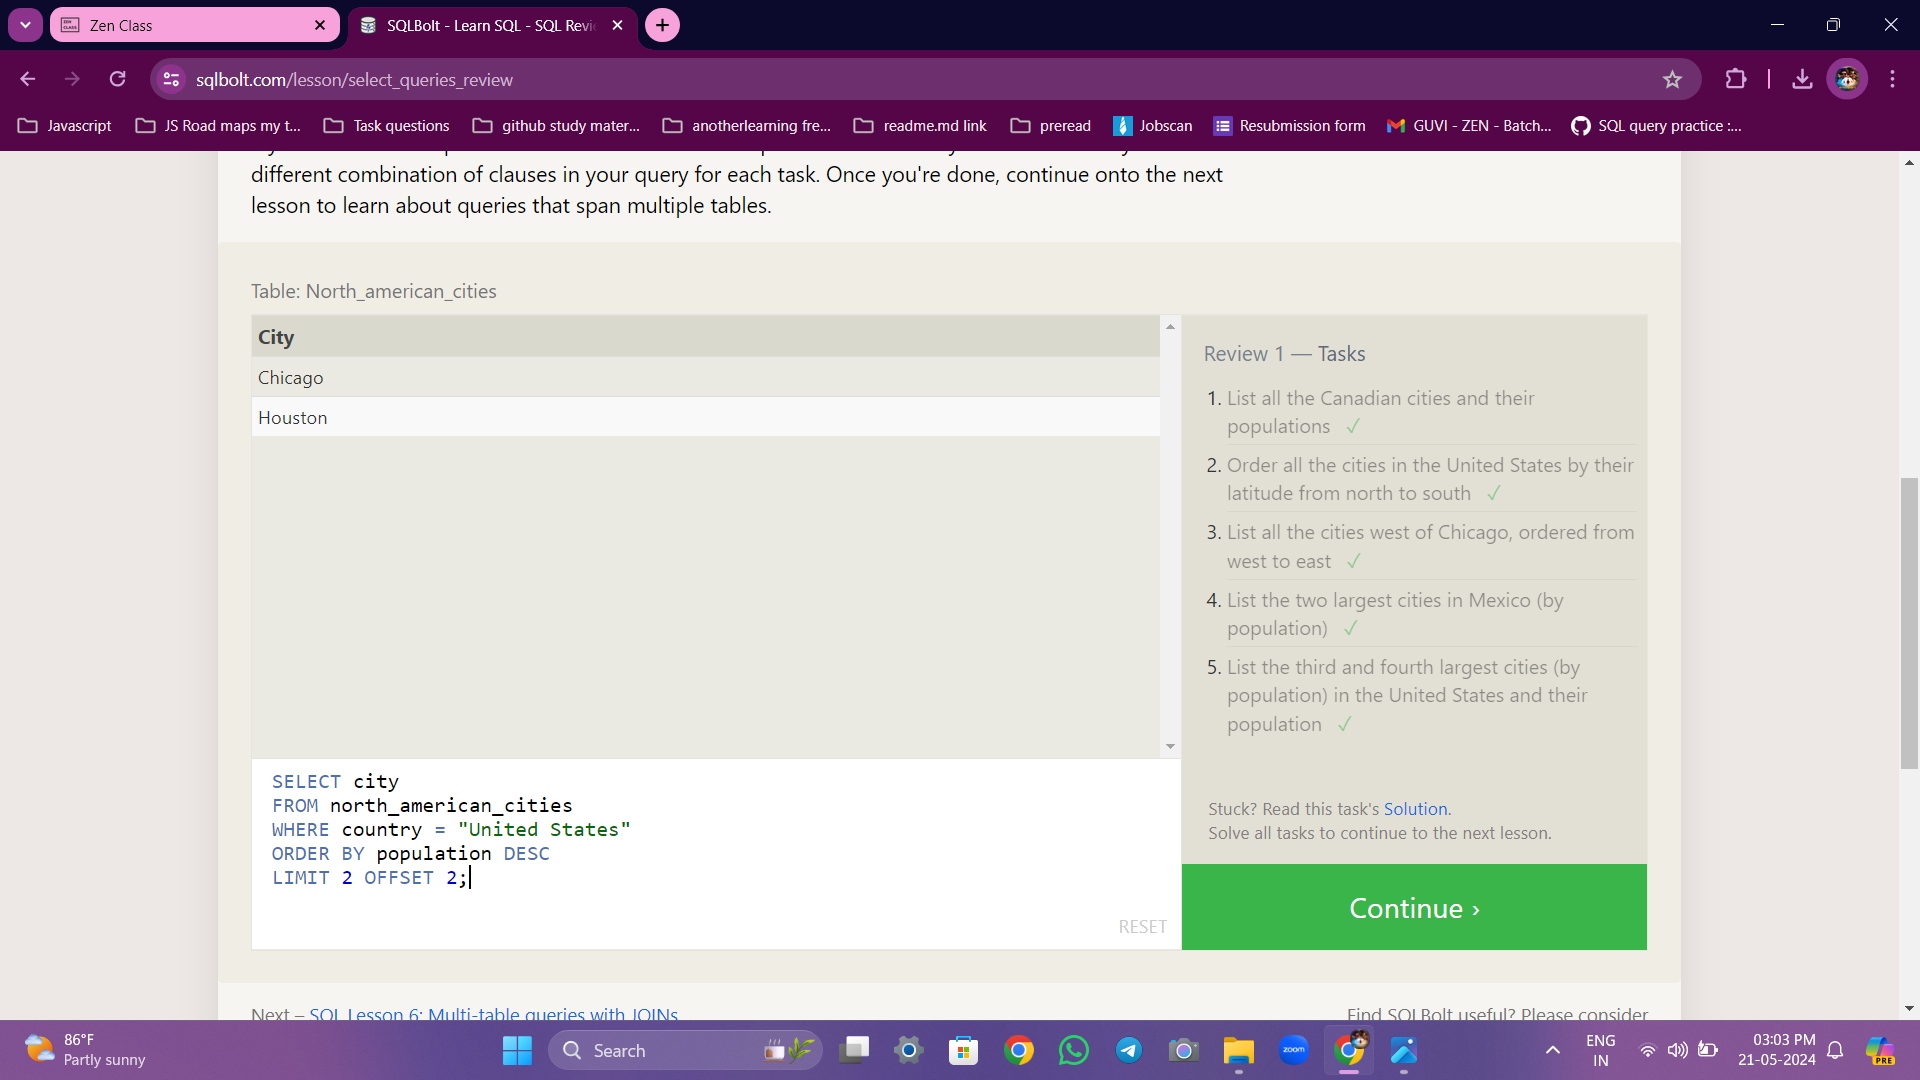 Zen Class
SQLBolt - Learn SQL - SQL Revi
sqlbolt.com/lesson/select_queries_review
Javascript
JS Road maps my t...
Task questions
github study mater...
anotherlearning fre...
readme.md link
preread
Jobscan
Resubmission form
GUVI - ZEN - Batch...
SQL query practice :...
different combination of clauses in your query for each task. Once you're done, continue onto the next
lesson to learn about queries that span multiple tables.
Table: North_american_cities
City
Chicago
Houston
Review 1 — Tasks
1. List all the Canadian cities and their
populations ✓
2. Order all the cities in the United States by their
latitude from north to south ✓
3. List all the cities west of Chicago, ordered from
west to east ✓
4. List the two largest cities in Mexico (by
population) ✓
5. List the third and fourth largest cities (by
population) in the United States and their
population ✓
SELECT city
FROM north_american_cities
WHERE country = "United States"
ORDER BY population DESC
LIMIT 2 OFFSET 2;
RESET
Stuck? Read this task's Solution.
Solve all tasks to continue to the next lesson.
Continue ›
Next – SQL Lesson 6: Multi-table queries with JOINs
Find SQLBolt useful? Please consider
86°F
Partly sunny
Search
zoom
ENG
IN
03:03 PM
21-05-2024
PRE